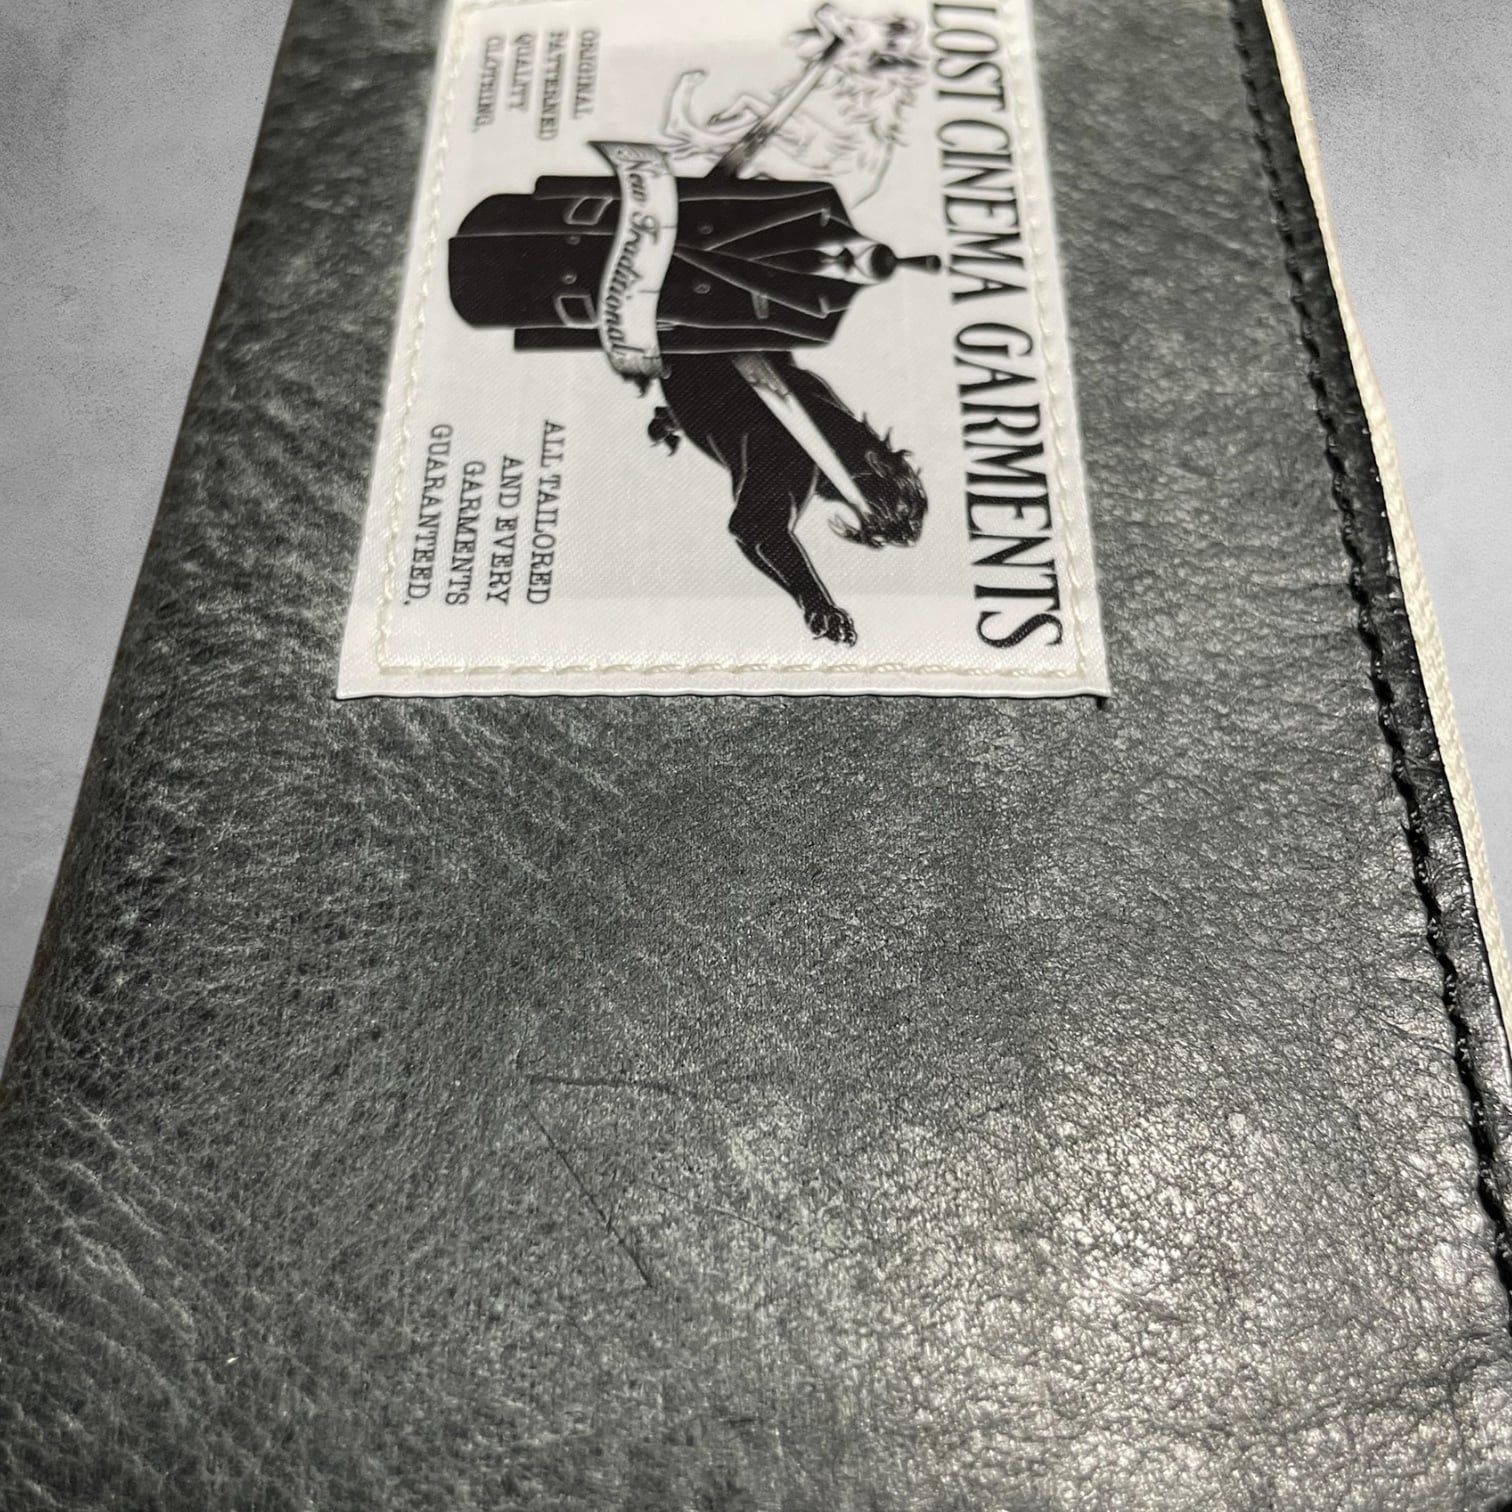 LOST CINEMA GARMENTS
ORIGINAL
PATTERNED
QUALITY
CLOTHING.
New Traditional
ALL TAILORED
AND EVERY
GARMENTS
GUARANTEED.